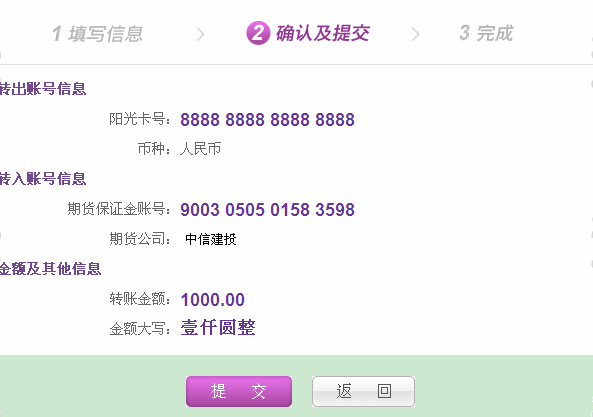 1 填写信息 2 确认及提交 3 完成
转出账号信息
阳光卡号： 8888 8888 8888 8888
币种： 人民币
转入账号信息
期货保证金账号： 9003 0505 0158 3598
期货公司： 中信建投
金额及其他信息
转账金额： 1000.00
金额大写： 壹仟圆整
提 交 返 回